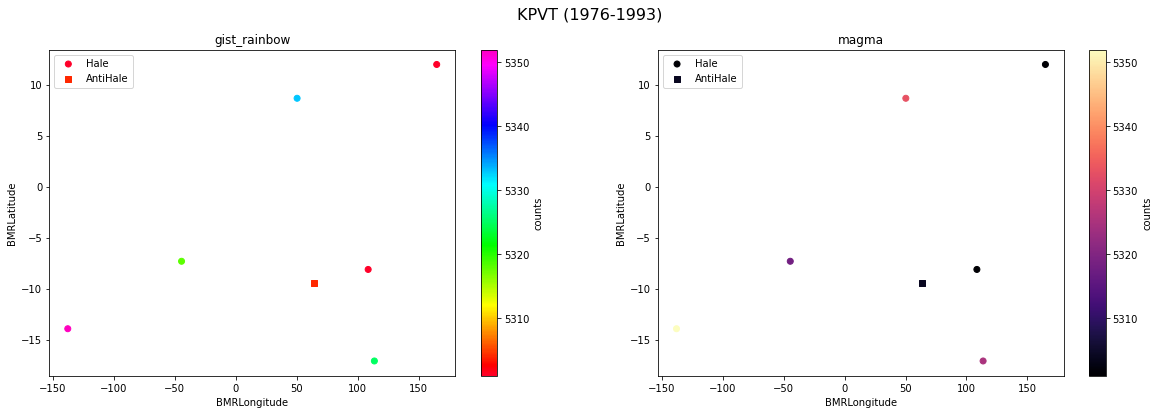 KPVT (1976-1993)
gist_rainbow
Hale
AntiHale
10
5
0
−5
−10
−15
BMRLatitude
−150
−100
−50
0
50
100
150
BMRLongitude
5350
5340
5330
5320
5310
counts
magma
Hale
AntiHale
10
5
0
−5
−10
−15
BMRLatitude
−150
−100
−50
0
50
100
150
BMRLongitude
5350
5340
5330
5320
5310
counts